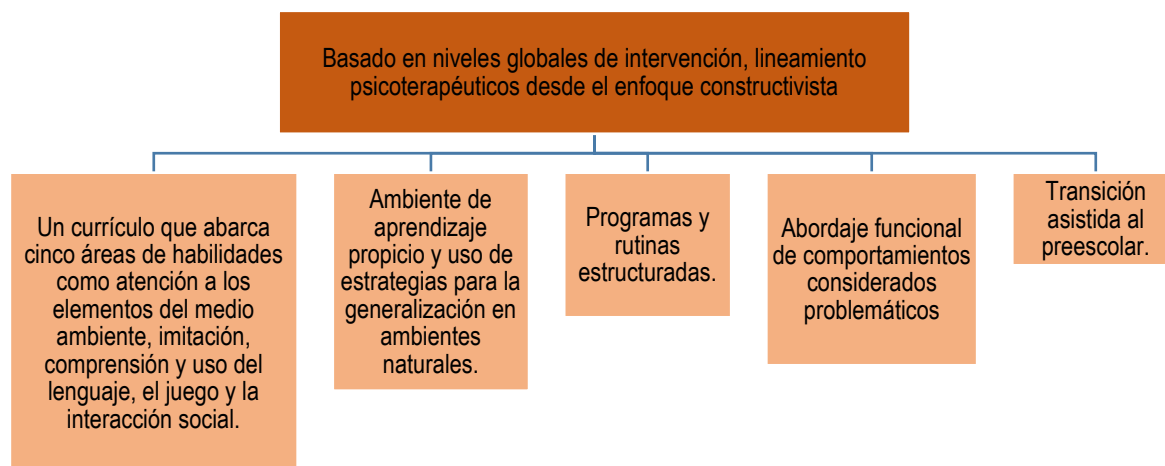 Basado en niveles globales de intervención, lineamiento
psicoterapéuticos desde el enfoque constructivista
Un currículo que abarca
cinco áreas de habilidades
como atención a los
elementos del medio
ambiente, imitación,
comprensión y uso del
lenguaje, el juego y la
interacción social.
Ambiente de
aprendizaje
propicio y uso de
estrategias para la
generalización en
ambientes
naturales.
Programas y
rutinas
estructuradas.
Abordaje funcional
de comportamientos
considerados
problemáticos
Transición
asistida al
preescolar.